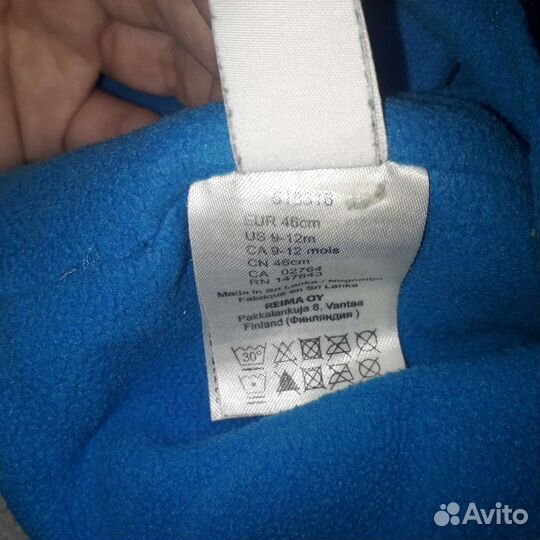 EUR 46cm
US 9-12m
CA 9-12 mois
CN 46cm
CA 02764
RN 147643
Made in Sri Lanka / Negombo
Fabriqué en Sri Lanka
REIMA OY
Pakkalankuja 6, Vantaa
Finland (Финляндия)
30°
Avito